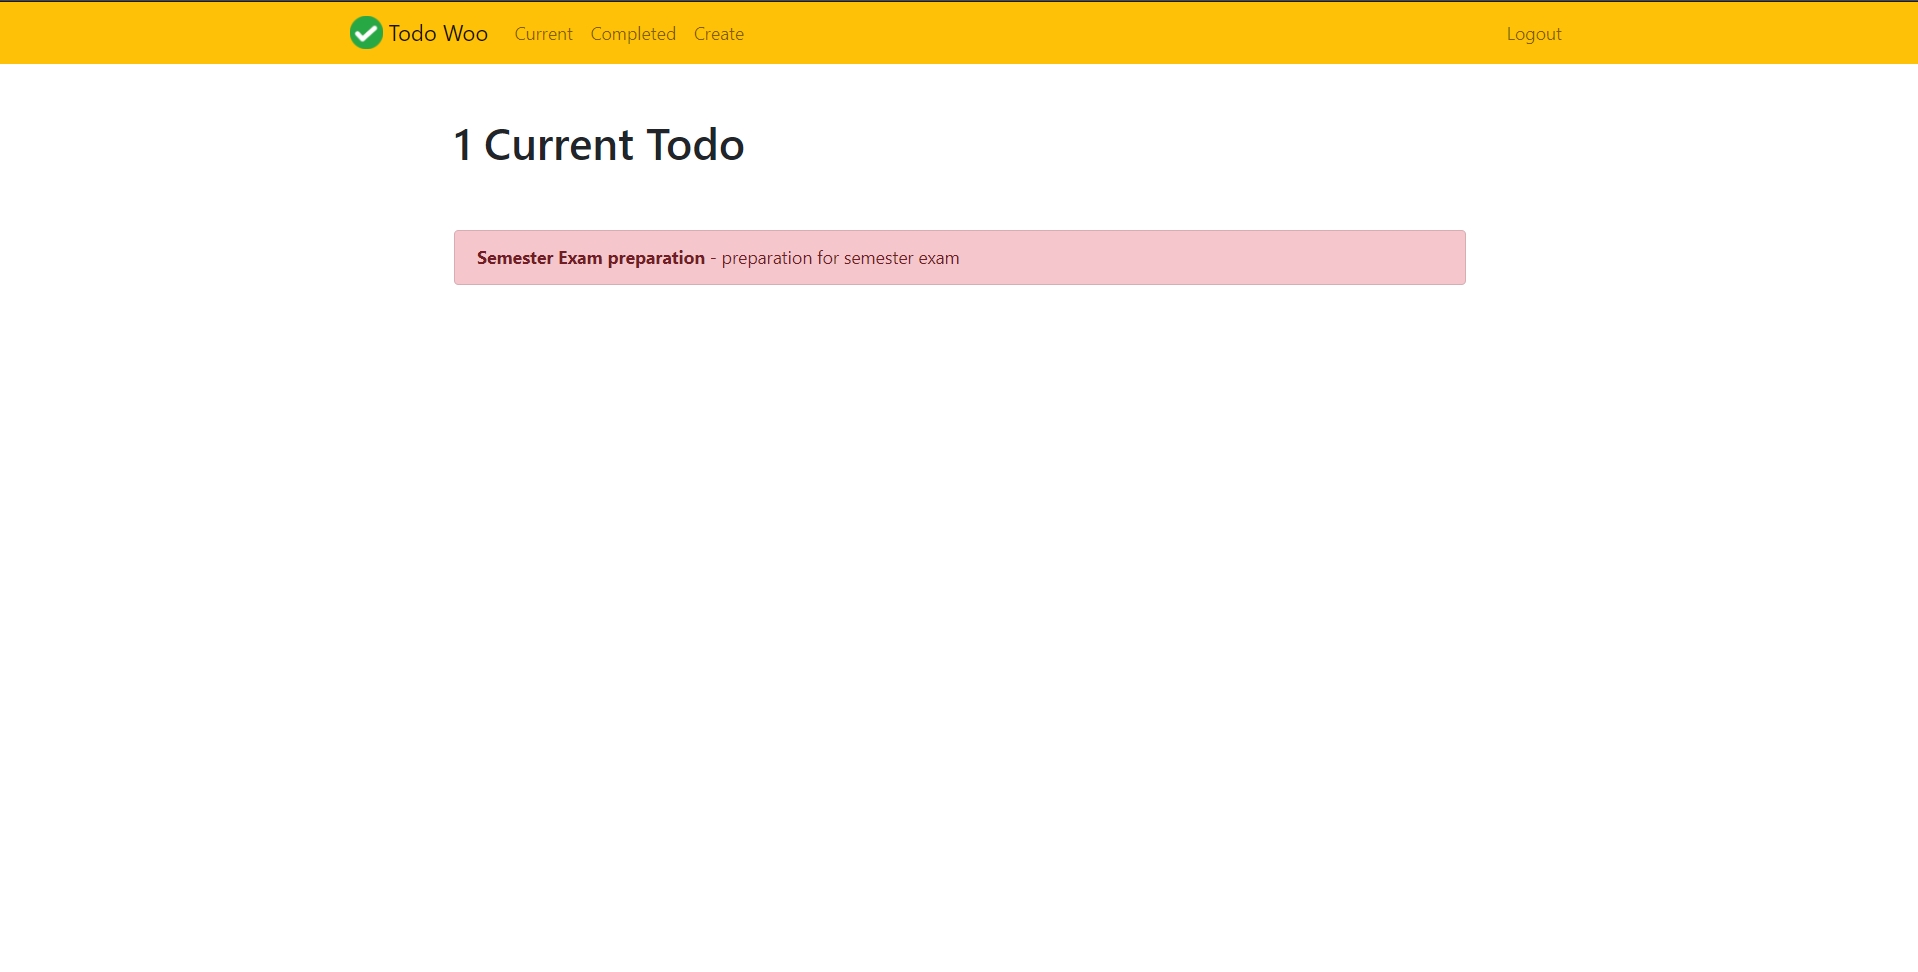 Todo Woo Current Completed Create Logout
1 Current Todo
Semester Exam preparation - preparation for semester exam